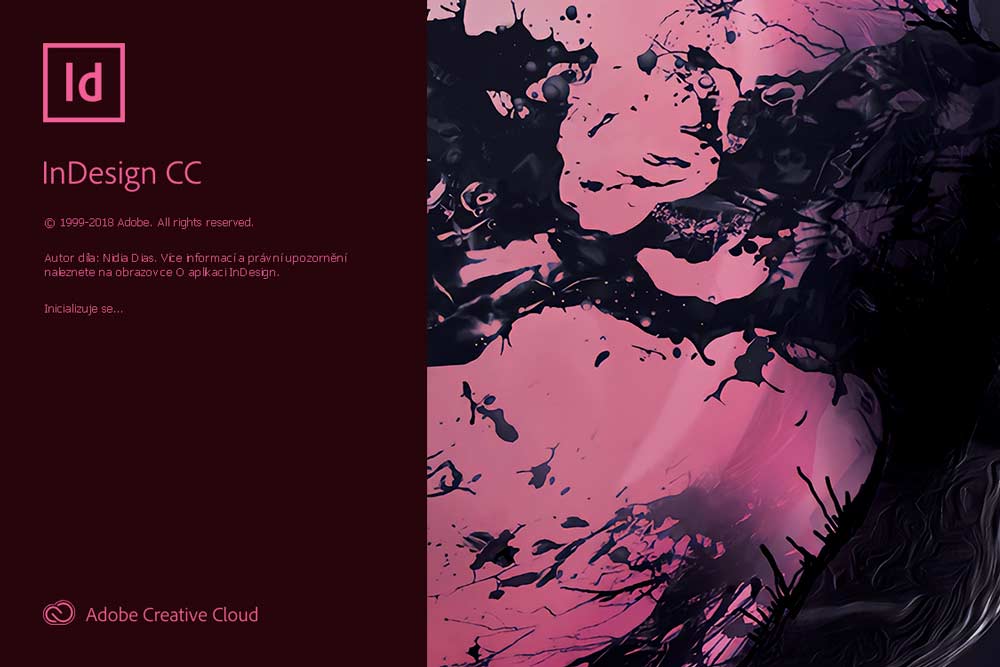 Id
InDesign CC
© 1999-2018 Adobe. All rights reserved.
Autor díla: Nidia Dias. Více informací a právní upozornění
naleznete na obrazovce O aplikaci InDesign.
Inicializuje se...
Adobe Creative Cloud